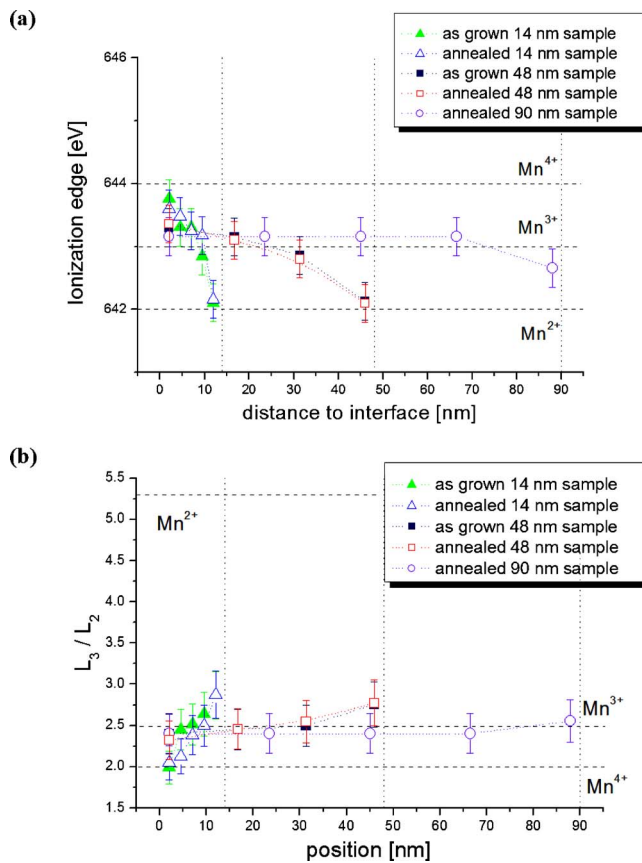 (a)
as grown 14 nm sample
annealed 14 nm sample
as grown 48 nm sample
annealed 48 nm sample
annealed 90 nm sample
646
644
642
Ionization edge [eV]
Mn⁴⁺
Mn³⁺
Mn²⁺
0 10 20 30 40 50 60 70 80 90
distance to interface [nm]
(b)
as grown 14 nm sample
annealed 14 nm sample
as grown 48 nm sample
annealed 48 nm sample
annealed 90 nm sample
5.5
5.0
4.5
4.0
3.5
3.0
2.5
2.0
1.5
L₃ / L₂
Mn²⁺
Mn³⁺
Mn⁴⁺
0 10 20 30 40 50 60 70 80 90
position [nm]